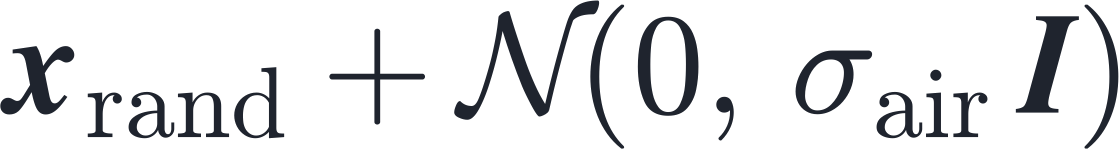 𝒙_rand + 𝒩(0, σ_air 𝑰)